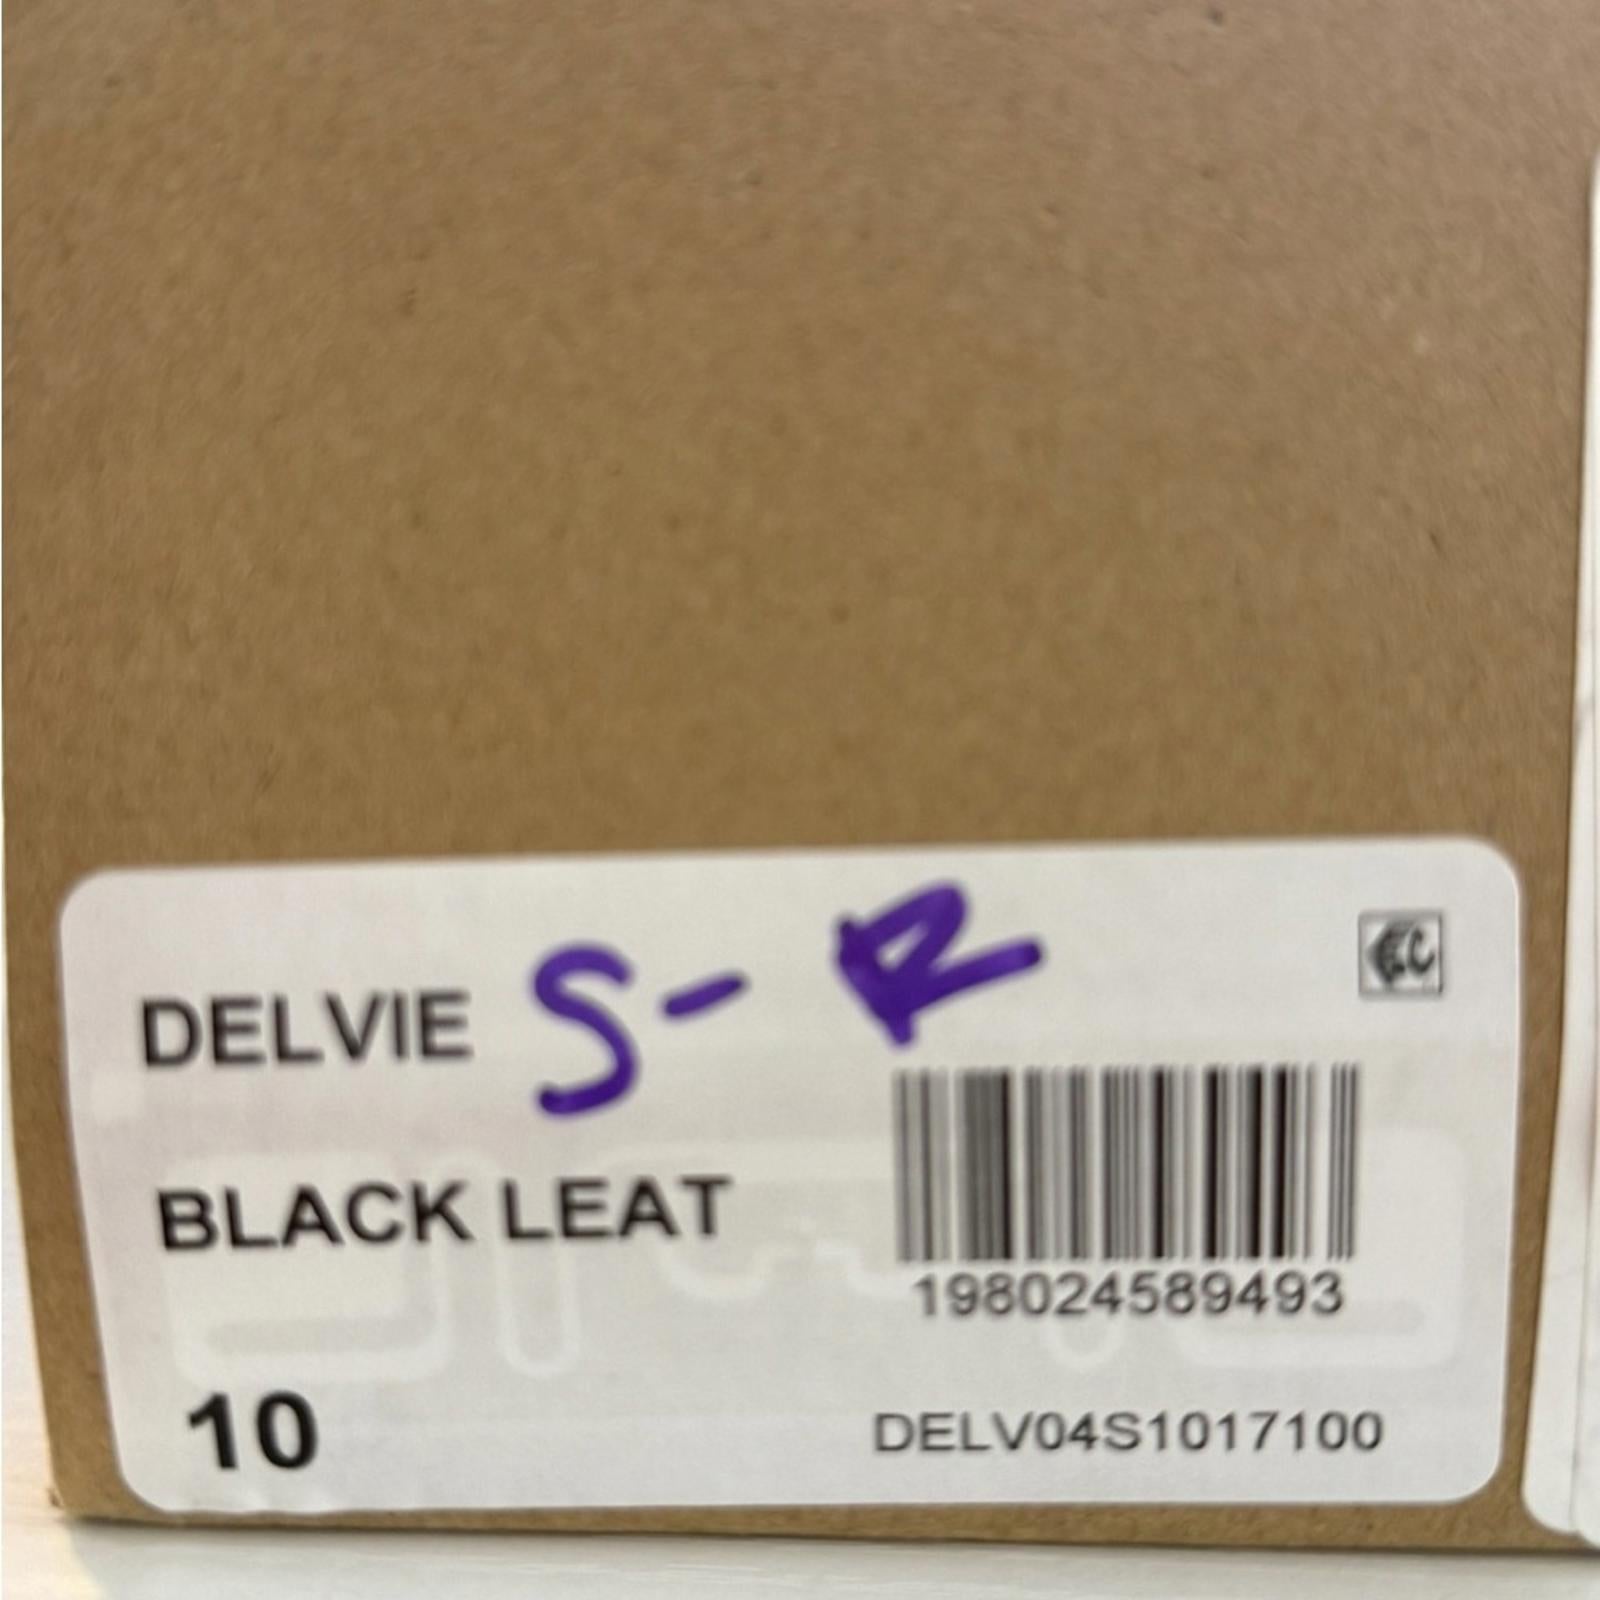 DELVIE S - R
BLACK LEAT
198024589493
10
DELV04S1017100